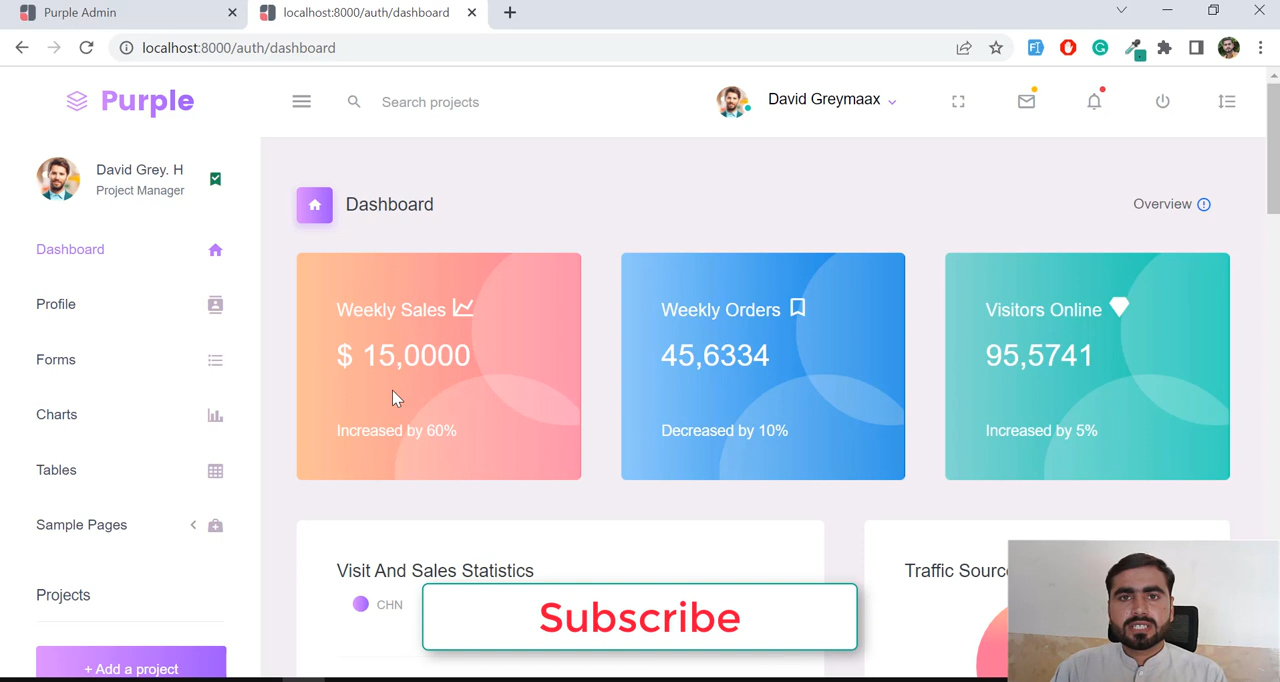 Purple Admin
localhost:8000/auth/dashboard
localhost:8000/auth/dashboard
Purple
Search projects
David Greymaax
David Grey. H
Project Manager
Dashboard
Profile
Forms
Charts
Tables
Sample Pages
Projects
+ Add a project
Dashboard
Overview
Weekly Sales
$ 15,0000
Increased by 60%
Weekly Orders
45,6334
Decreased by 10%
Visitors Online
95,5741
Increased by 5%
Visit And Sales Statistics
CHN
Traffic Sourc
Subscribe